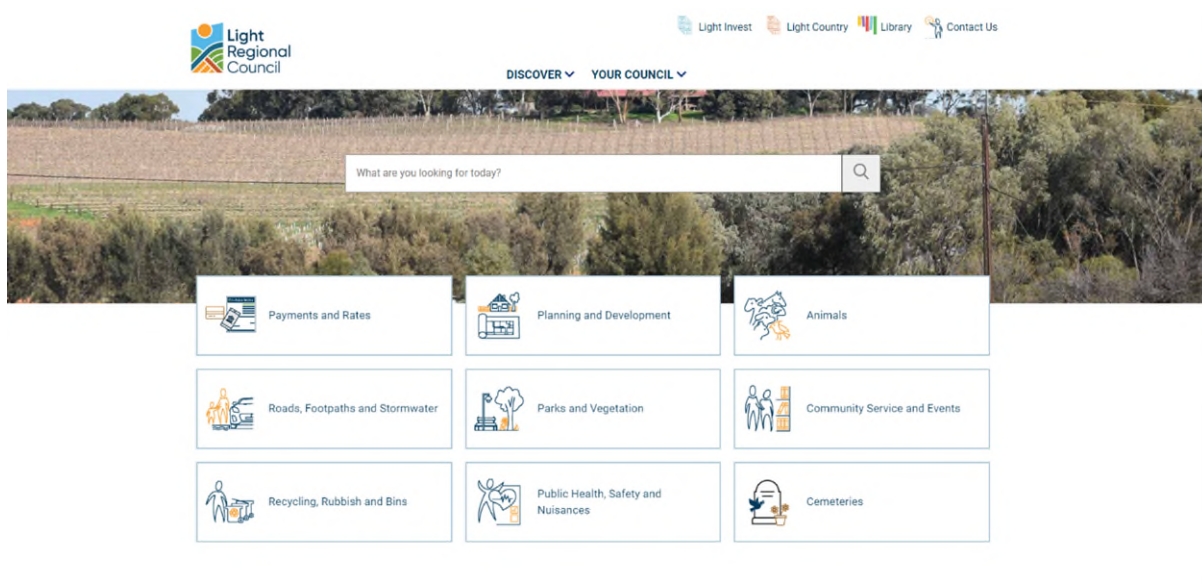 Light
Regional
Council
Light Invest
Light Country
Library
Contact Us
DISCOVER
YOUR COUNCIL
What are you looking for today?
Payments and Rates
Planning and Development
Animals
Roads, Footpaths and Stormwater
Parks and Vegetation
Community Service and Events
Recycling, Rubbish and Bins
Public Health, Safety and
Nuisances
Cemeteries